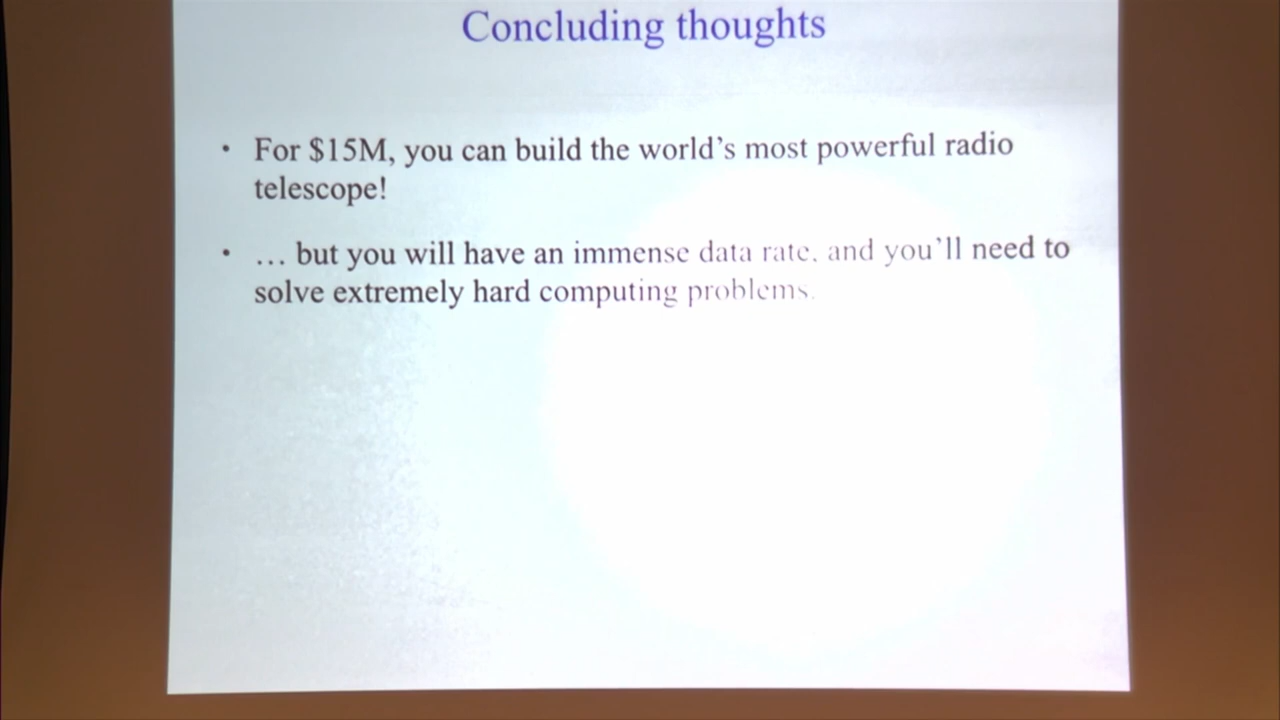 Concluding thoughts
• For $15M, you can build the world's most powerful radio
telescope!
• … but you will have an immense data rate, and you'll need to
solve extremely hard computing problems.